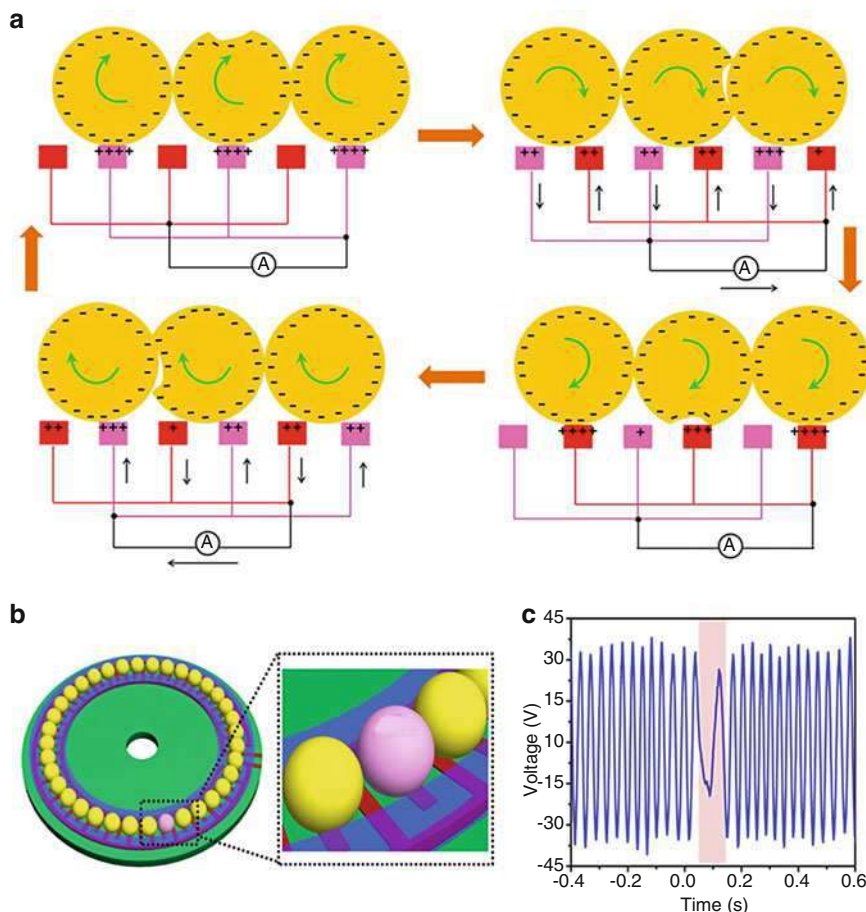 a
++++ ++++ ++++
++ ++ ++ ++ +++ +
A
A
++ +++ + ++ ++ ++
++++ + +++ ++++
A
A
b
c
45
30
15
10
-15
-30
-45
Voltage (V)
-0.4 -0.2 0.0 0.2 0.4 0.6
Time (s)